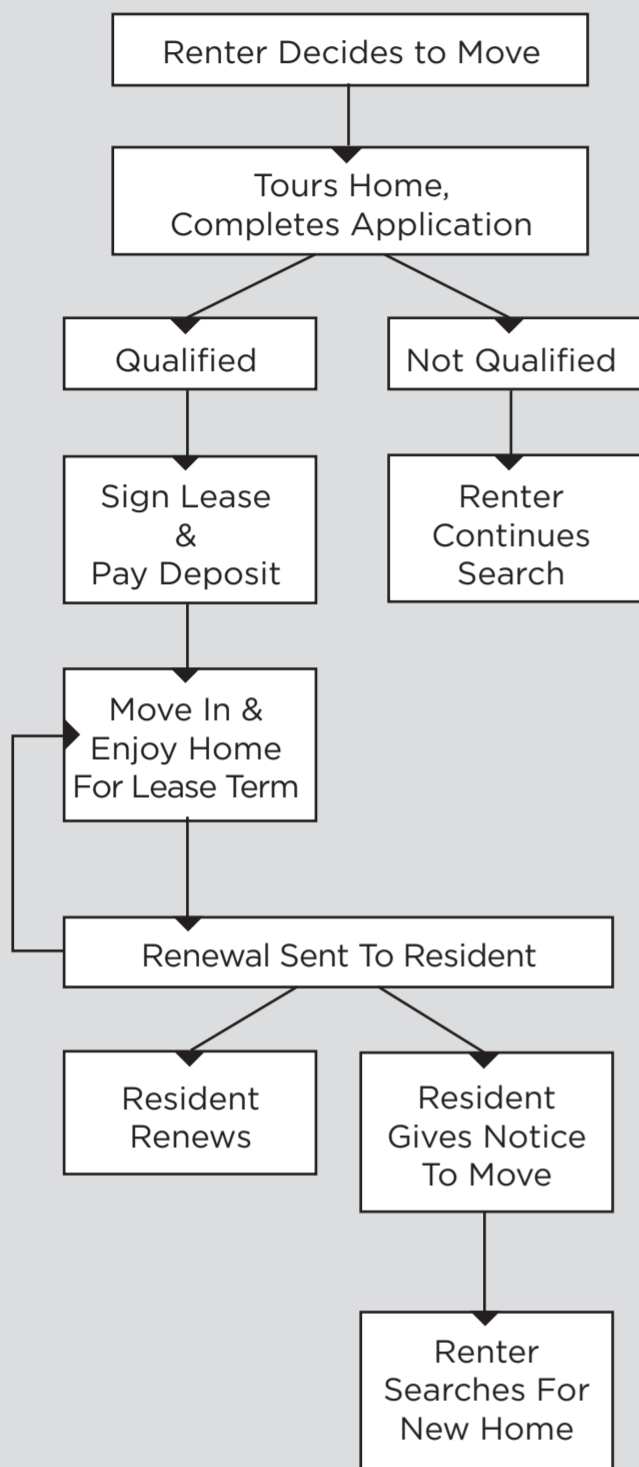 Renter Decides to Move
Tours Home,
Completes Application
Qualified
Not Qualified
Sign Lease
&
Pay Deposit
Renter
Continues
Search
Move In &
Enjoy Home
For Lease Term
Renewal Sent To Resident
Resident
Renews
Resident
Gives Notice
To Move
Renter
Searches For
New Home